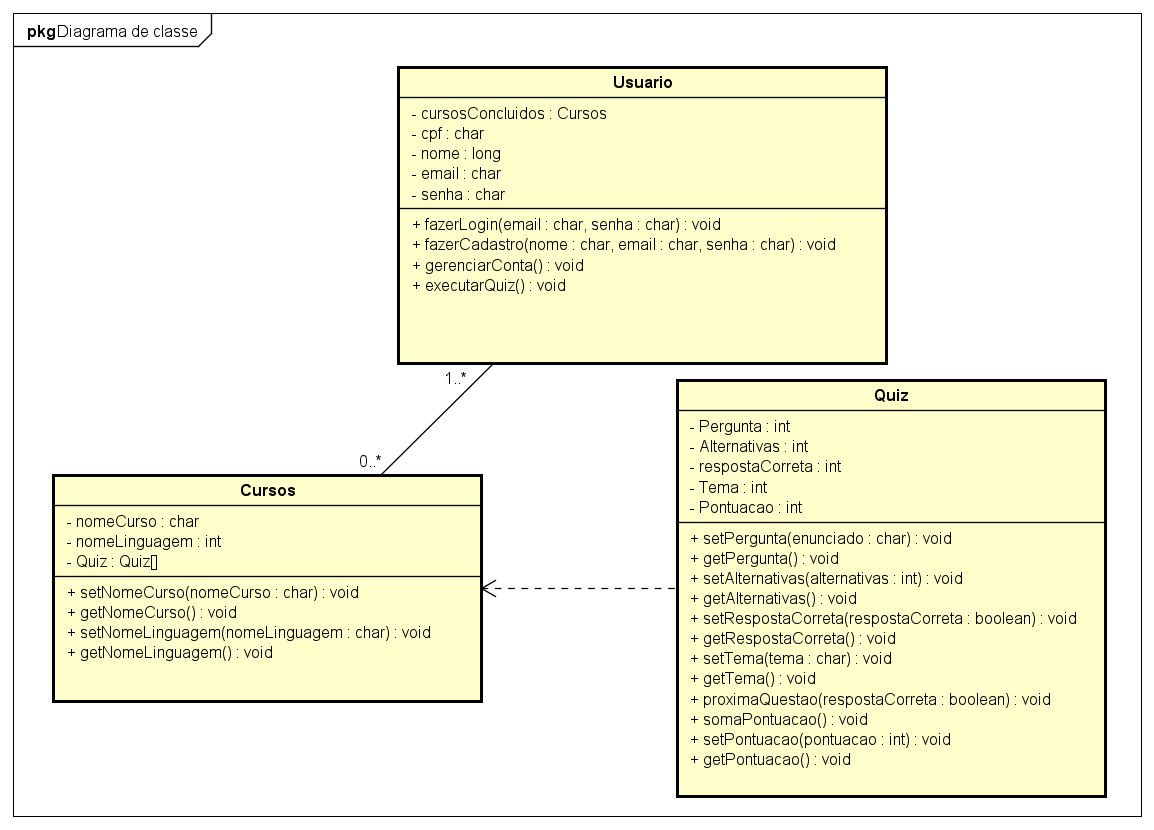 pkg Diagrama de classe
Usuario
- cursosConcluidos : Cursos
- cpf : char
- nome : long
- email : char
- senha : char
+ fazerLogin(email : char, senha : char) : void
+ fazerCadastro(nome : char, email : char, senha : char) : void
+ gerenciarConta() : void
+ executarQuiz() : void
1..*
0..*
Cursos
- nomeCurso : char
- nomeLinguagem : int
- Quiz : Quiz[]
+ setNomeCurso(nomeCurso : char) : void
+ getNomeCurso() : void
+ setNomeLinguagem(nomeLinguagem : char) : void
+ getNomeLinguagem() : void
Quiz
- Pergunta : int
- Alternativas : int
- respostaCorreta : int
- Tema : int
- Pontuacao : int
+ setPergunta(enunciado : char) : void
+ getPergunta() : void
+ setAlternativas(alternativas : int) : void
+ getAlternativas() : void
+ setRespostaCorreta(respostaCorreta : boolean) : void
+ getRespostaCorreta() : void
+ setTema(tema : char) : void
+ getTema() : void
+ proximaQuestao(respostaCorreta : boolean) : void
+ somaPontuacao() : void
+ setPontuacao(pontuacao : int) : void
+ getPontuacao() : void